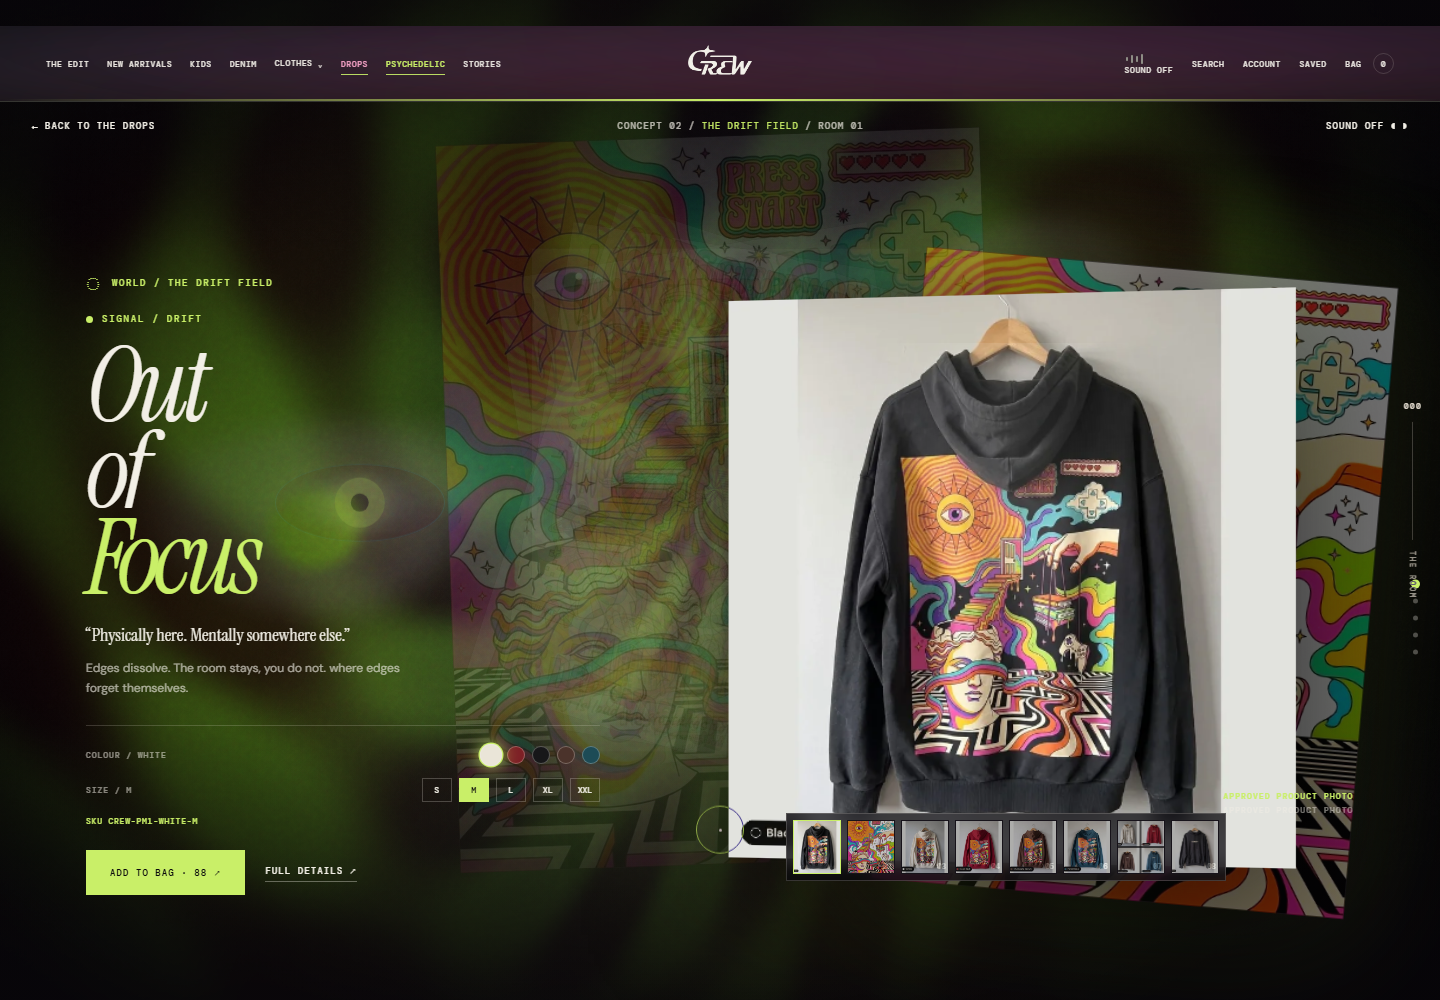 THE EDIT NEW ARRIVALS KIDS DENIM CLOTHES DROPS PSYCHEDELIC STORIES
CREW
SOUND OFF SEARCH ACCOUNT SAVED BAG 0
← BACK TO THE DROPS
CONCEPT 02 / THE DRIFT FIELD / ROOM 01
SOUND OFF
PRESS
START
WORLD / THE DRIFT FIELD
SIGNAL / DRIFT
Out
of
Focus
“Physically here. Mentally somewhere else.”
Edges dissolve. The room stays, you do not. where edges
forget themselves.
COLOUR / WHITE
SIZE / M
S M L XL XXL
SKU CREW-PM1-WHITE-M
ADD TO BAG · 88 ↗
FULL DETAILS ↗
000
THE ROOM
APPROVED PRODUCT PHOTO
APPROVED PRODUCT PHOTO